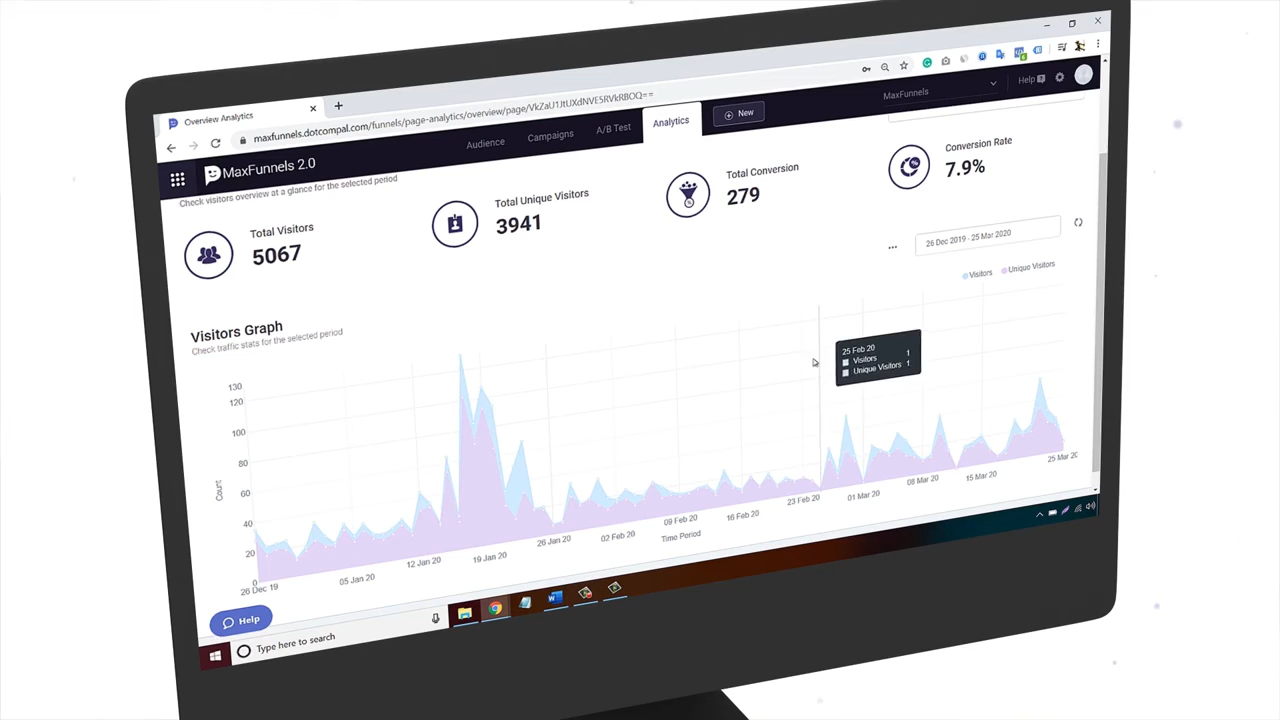 Overview Analytics
maxfunnels.dotcompal.com/funnels/page-analytics/overview/page/
MaxFunnels 2.0
Audience
Campaigns
A/B Test
Analytics
New
MaxFunnels
Help
Check visitors overview at a glance for the selected period
Total Visitors
5067
Total Unique Visitors
3941
Total Conversion
279
Conversion Rate
7.9%
26 Dec 2019 - 25 Mar 2020
Visitors
Unique Visitors
Visitors Graph
Check traffic stats for the selected period
25 Feb 20
Visitors 1
Unique Visitors 1
130
120
100
80
60
40
20
0
Count
26 Dec 19
05 Jan 20
12 Jan 20
19 Jan 20
26 Jan 20
02 Feb 20
09 Feb 20
16 Feb 20
23 Feb 20
01 Mar 20
08 Mar 20
15 Mar 20
25 Mar 20
Time Period
Help
Type here to search